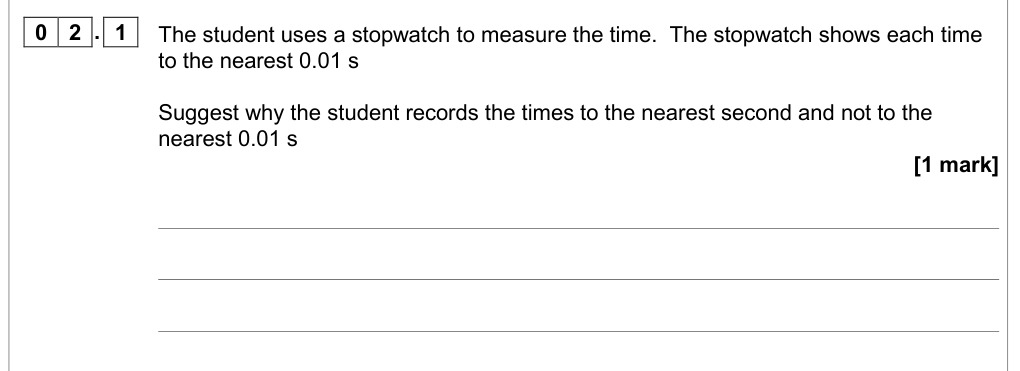 0 2 . 1 The student uses a stopwatch to measure the time. The stopwatch shows each time
to the nearest 0.01 s
Suggest why the student records the times to the nearest second and not to the
nearest 0.01 s
[1 mark]